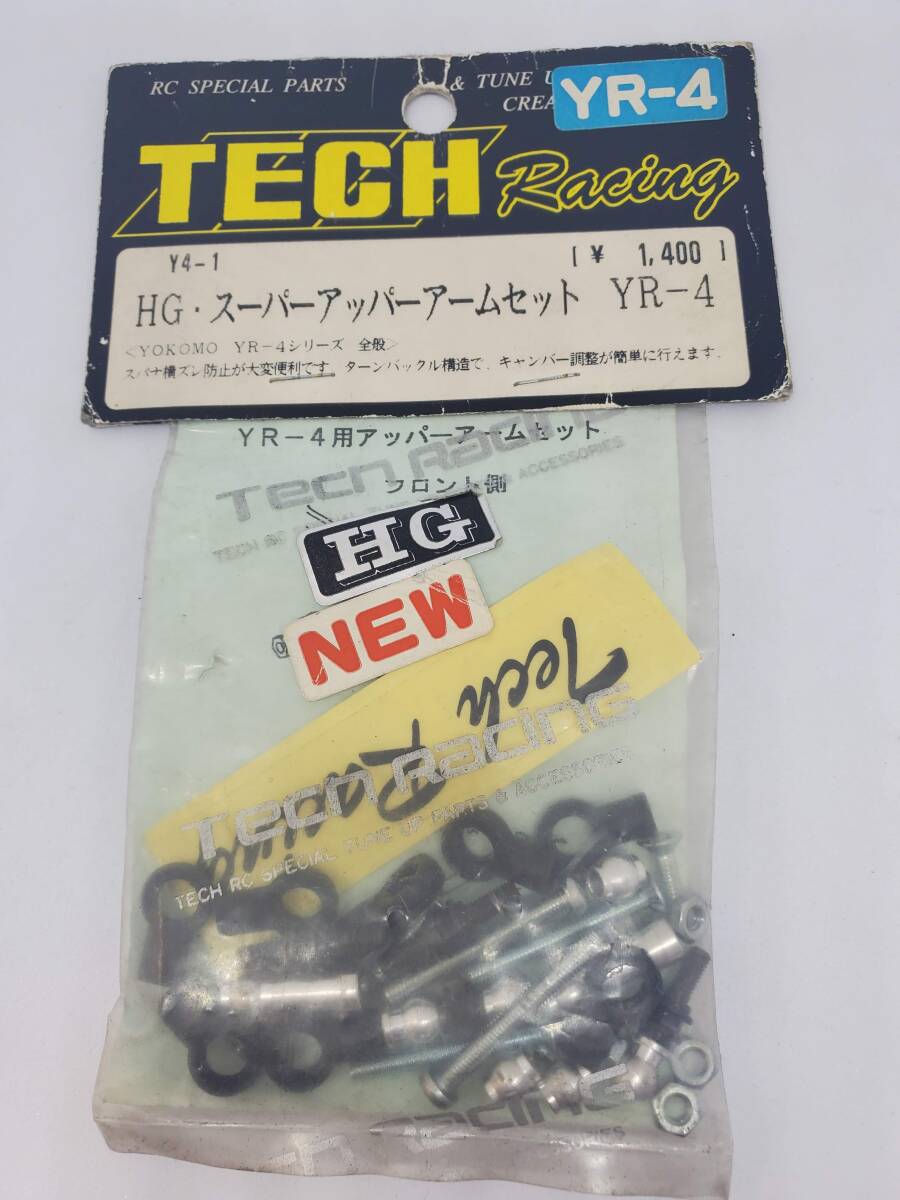 RC SPECIAL PARTS & TUNE U
CREA
YR-4
TECH Racing
Y4-1 [ ¥ 1,400 ]
HG・スーパーアッパーアームセット YR-4
<YOKOMO YR-4シリーズ 全般>
スパナ横ズレ防止が大変便利です。ターンバックル構造で、キャンバー調整が簡単に行えます。
YR-4用アッパーアームセット
Tech Racing
フロント側
HG
NEW
Tech Racing
Tech Racing
TECH RC SPECIAL TUNE UP PARTS & ACCESSORIES